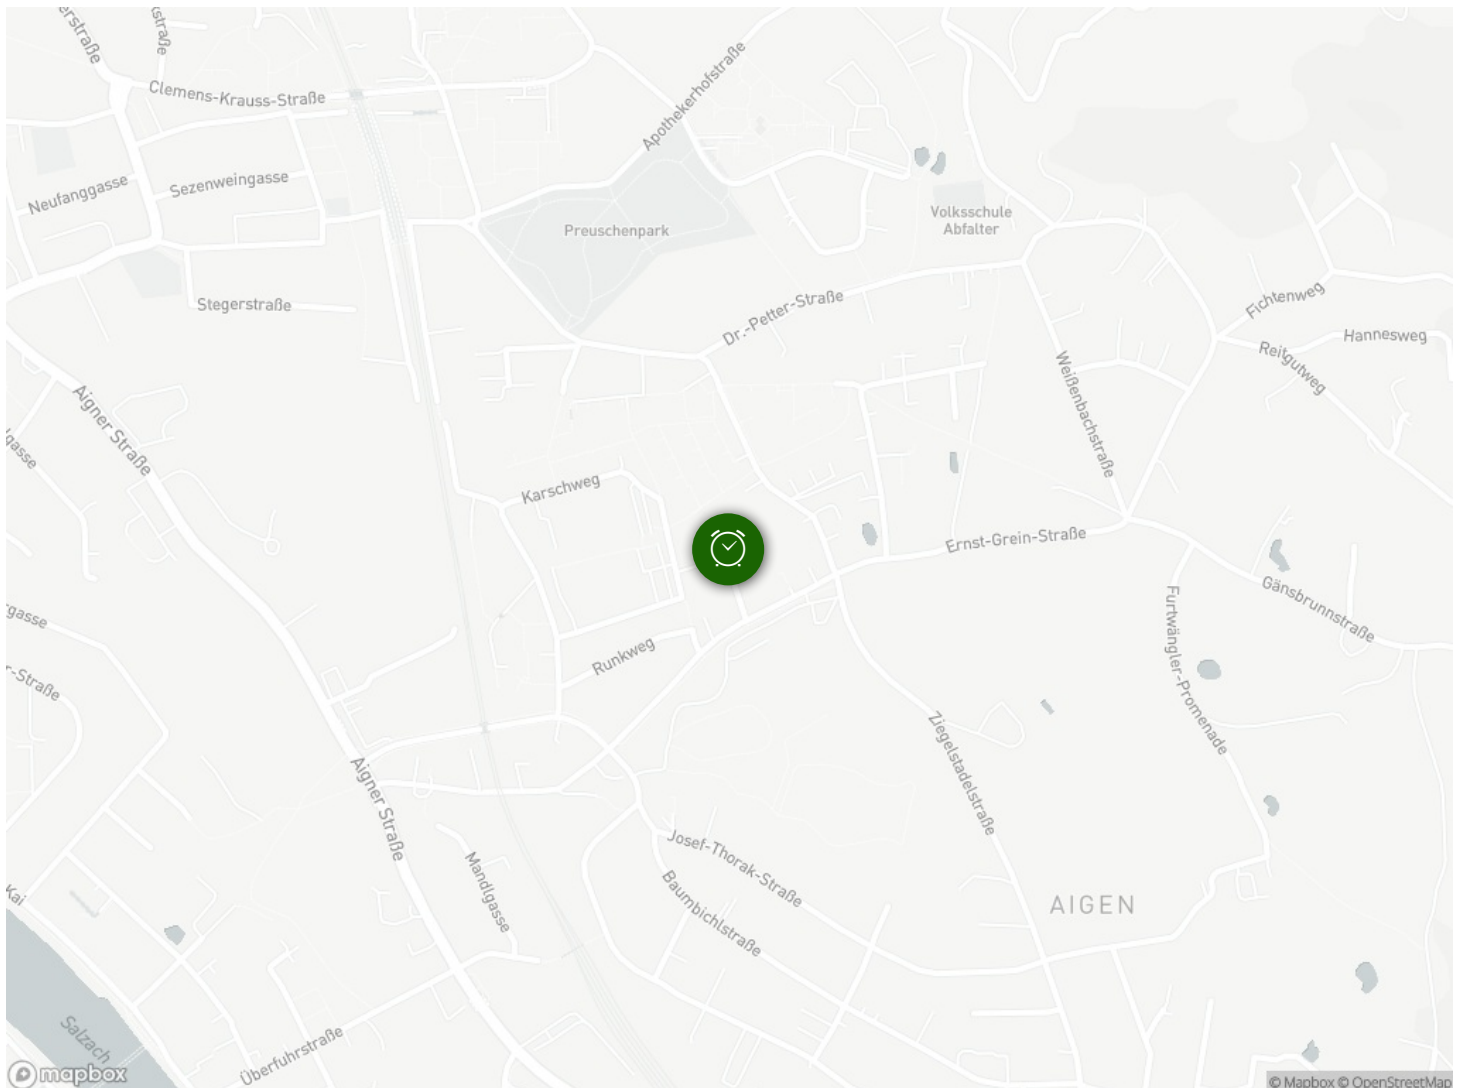 Clemens-Krauss-Straße
Apothekerhofstraße
Neufanggasse
Sezenweingasse
Preuschenpark
Volksschule
Abfalter
Stegerstraße
Dr.-Petter-Straße
Fichtenweg
Hannesweg
Reitgutweg
Weißenbachstraße
Aigner Straße
Karschweg
Ernst-Grein-Straße
Gänsbrunnstraße
Furtwängler-Promenade
Runkweg
Ziegelstadelstraße
Aigner Straße
Josef-Thorak-Straße
Mandlgasse
Baumbichlstraße
AIGEN
Kai
Salzach
Überfuhrstraße
mapbox
© Mapbox © OpenStreetMap